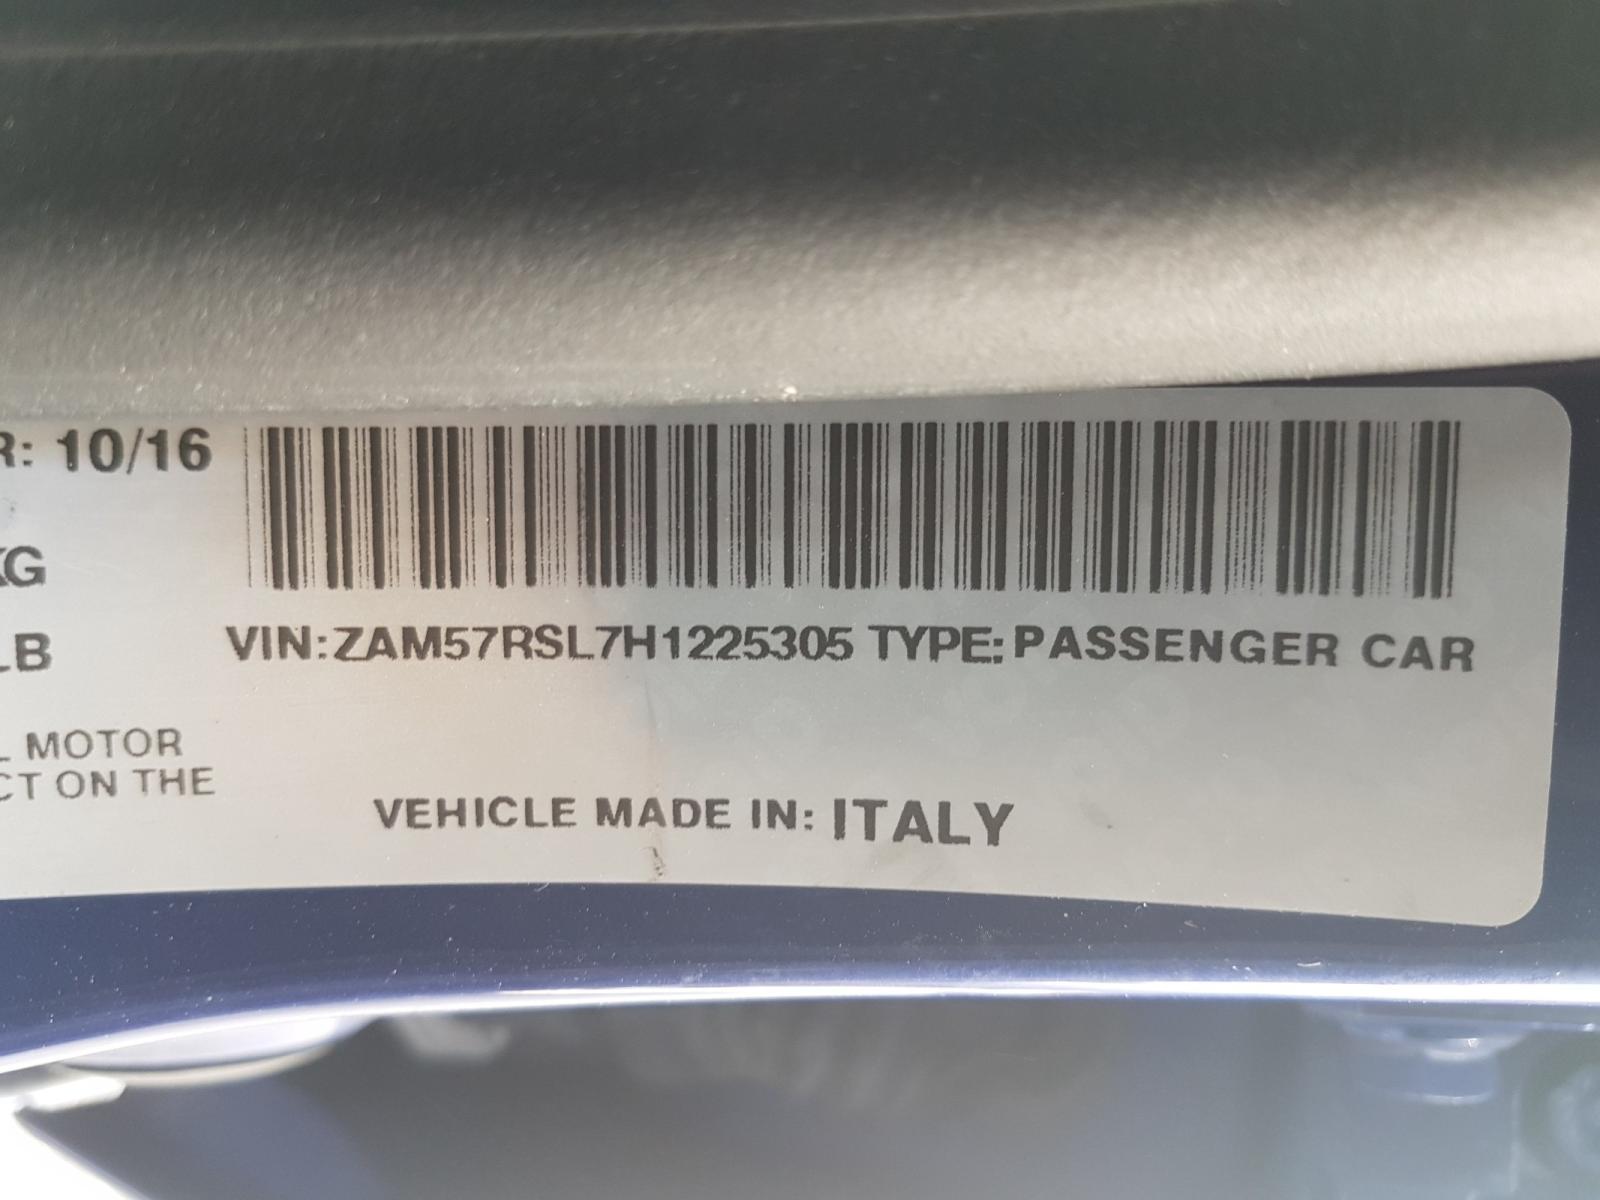 R: 10/16
KG
LB
VIN:ZAM57RSL7H1225305 TYPE: PASSENGER CAR
L MOTOR
CT ON THE
VEHICLE MADE IN: ITALY